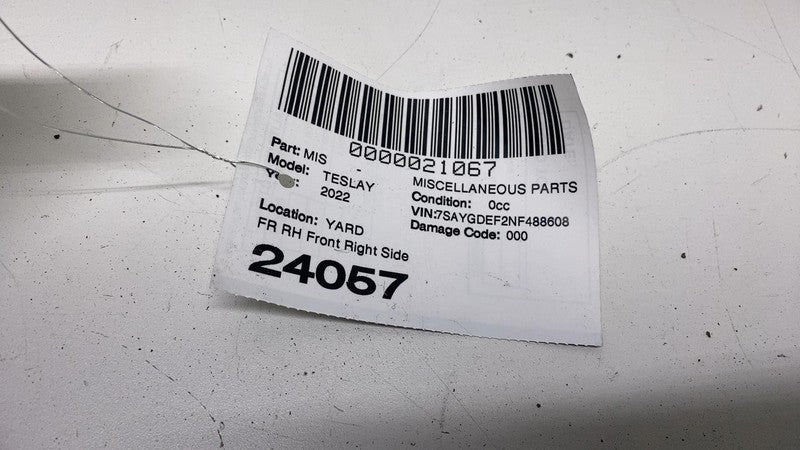 0000021067
Part: MIS -
MISCELLANEOUS PARTS
Model: TESLAY
Condition: 0cc
2022
VIN:7SAYGDEF2NF488608
Location: YARD
Damage Code: 000
FR RH Front Right Side
24057